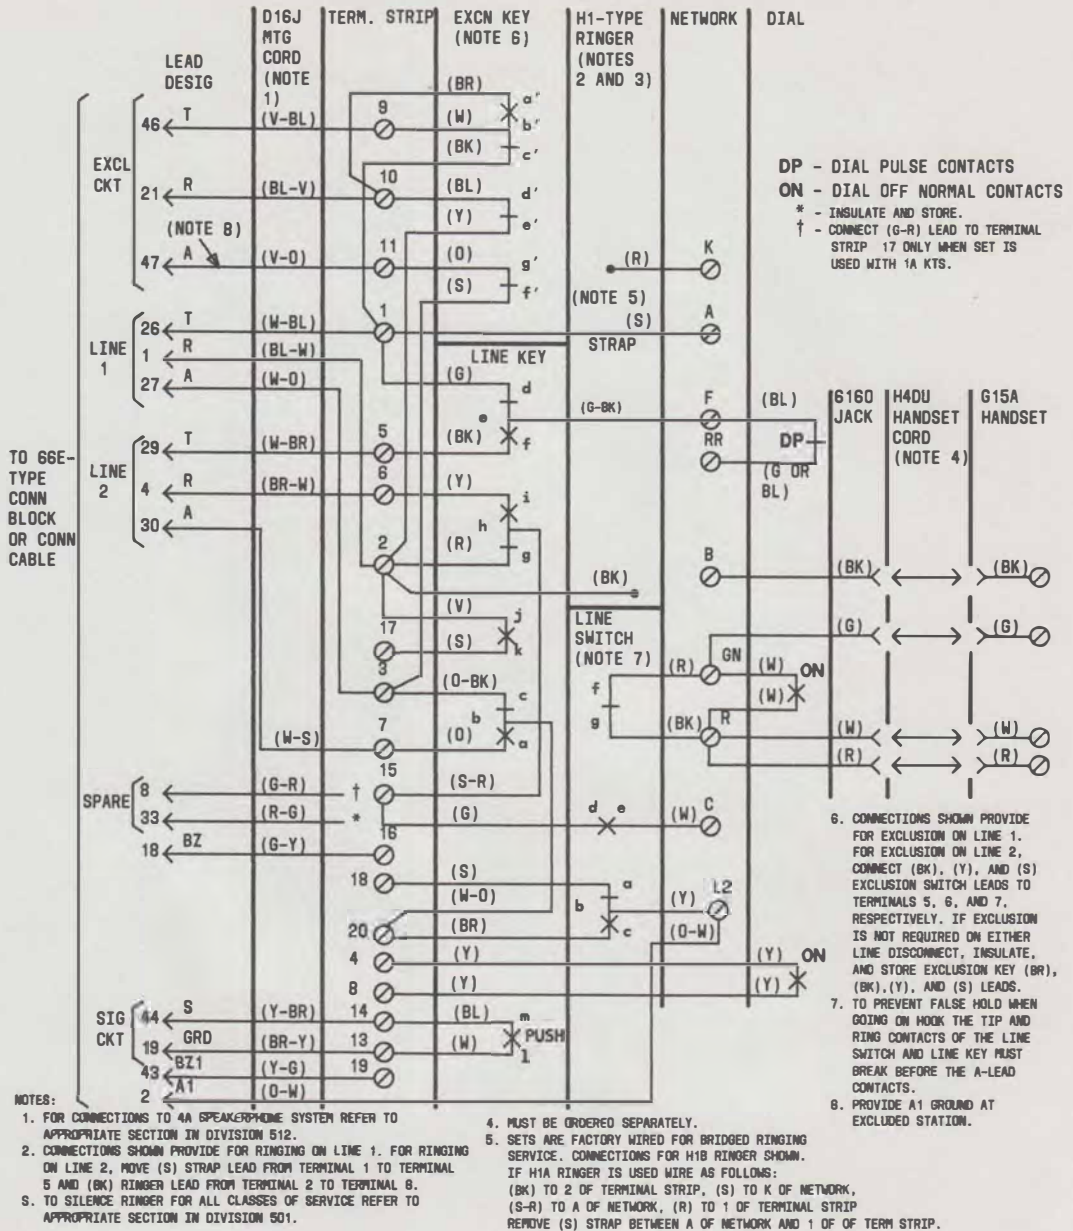 D16J
MTG
CORD
(NOTE
1)
TERM. STRIP
EXCN KEY
(NOTE 6)
H1-TYPE
RINGER
(NOTES
2 AND 3)
NETWORK
DIAL
LEAD
DESIG
EXCL
CKT
46 T (V-BL) 9
(BR)
a'
(W)
b'
(BK)
c'
21 R (BL-V) 10
(BL)
d'
(Y)
e'
(NOTE 8)
47 A (V-O) 11
(O)
g'
(S)
f'
DP - DIAL PULSE CONTACTS
ON - DIAL OFF NORMAL CONTACTS
* - INSULATE AND STORE.
† - CONNECT (G-R) LEAD TO TERMINAL
STRIP 17 ONLY WHEN SET IS
USED WITH 1A KTS.
(R) K
(NOTE 5)
(S) A
STRAP
LINE
1
26 T (W-BL) 1
1 R (BL-W)
27 A (W-O)
LINE KEY
(G) d
e
(BK) f
(G-BK) F (BL)
RR DP
(G OR
BL)
6160
JACK
H4DU
HANDSET
CORD
(NOTE 4)
G15A
HANDSET
TO 66E-
TYPE
CONN
BLOCK
OR CONN
CABLE
LINE
2
29 T (W-BR) 5
4 R (BR-W) 6
30 A
(Y) i
h
(R) g
2
(BK)
B (BK) (BK)
(V) j
17 (S) k
3
(O-BK) c
b
(O) a
7
(W-S)
LINE
SWITCH
(NOTE 7)
f
g
(R) GN (W) ON
(W)
(BK) R
(G) (G)
(W) (W)
(R) (R)
SPARE
8 (G-R) † 15 (S-R)
33 (R-G) * (G) d e (W) C
18 BZ (G-Y) 16
18 (S) a
(W-O) b (Y) L2
20 (BR) c (O-W)
4 (Y) (Y) ON
8 (Y) (Y)
SIG
CKT
44 S (Y-BR) 14 (BL) m
PUSH
19 GRD (BR-Y) 13 (W) l
43 BZ1 (Y-G) 19
2 A1 (O-W)
NOTES:
1. FOR CONNECTIONS TO 4A SPEAKERPHONE SYSTEM REFER TO
APPROPRIATE SECTION IN DIVISION 512.
2. CONNECTIONS SHOWN PROVIDE FOR RINGING ON LINE 1. FOR RINGING
ON LINE 2, MOVE (S) STRAP LEAD FROM TERMINAL 1 TO TERMINAL
5 AND (BK) RINGER LEAD FROM TERMINAL 2 TO TERMINAL 6.
S. TO SILENCE RINGER FOR ALL CLASSES OF SERVICE REFER TO
APPROPRIATE SECTION IN DIVISION 501.
4. MUST BE ORDERED SEPARATELY.
5. SETS ARE FACTORY WIRED FOR BRIDGED RINGING
SERVICE. CONNECTIONS FOR H1B RINGER SHOWN.
IF H1A RINGER IS USED WIRE AS FOLLOWS:
(BK) TO 2 OF TERMINAL STRIP, (S) TO K OF NETWORK,
(S-R) TO A OF NETWORK, (R) TO 1 OF TERMINAL STRIP
REMOVE (S) STRAP BETWEEN A OF NETWORK AND 1 OF OF TERM STRIP.
6. CONNECTIONS SHOWN PROVIDE
FOR EXCLUSION ON LINE 1.
FOR EXCLUSION ON LINE 2,
CONNECT (BK), (Y), AND (S)
EXCLUSION SWITCH LEADS TO
TERMINALS 5, 6, AND 7,
RESPECTIVELY. IF EXCLUSION
IS NOT REQUIRED ON EITHER
LINE DISCONNECT, INSULATE,
AND STORE EXCLUSION KEY (BR),
(BK),(Y), AND (S) LEADS.
7. TO PREVENT FALSE HOLD WHEN
GOING ON HOOK THE TIP AND
RING CONTACTS OF THE LINE
SWITCH AND LINE KEY MUST
BREAK BEFORE THE A-LEAD
CONTACTS.
8. PROVIDE A1 GROUND AT
EXCLUDED STATION.